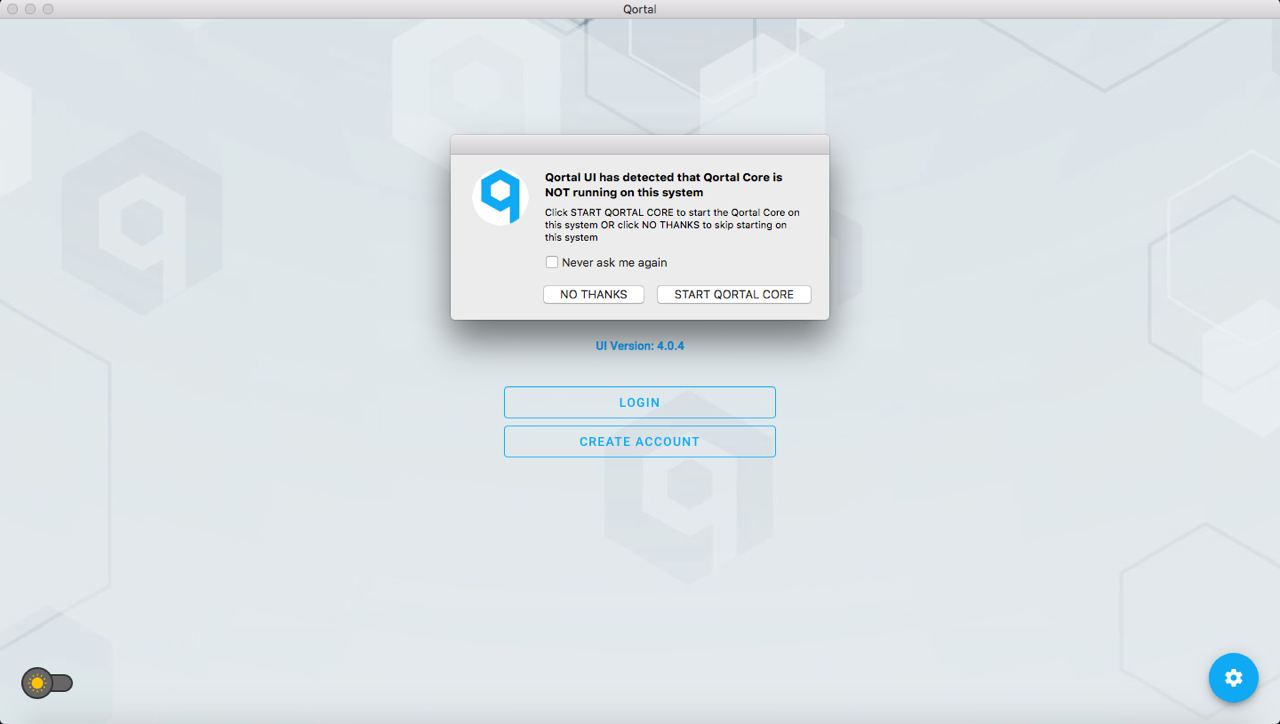 Qortal
Qortal UI has detected that Qortal Core is
NOT running on this system
Click START QORTAL CORE to start the Qortal Core on
this system OR click NO THANKS to skip starting on
this system
Never ask me again
NO THANKS
START QORTAL CORE
UI Version: 4.0.4
LOGIN
CREATE ACCOUNT